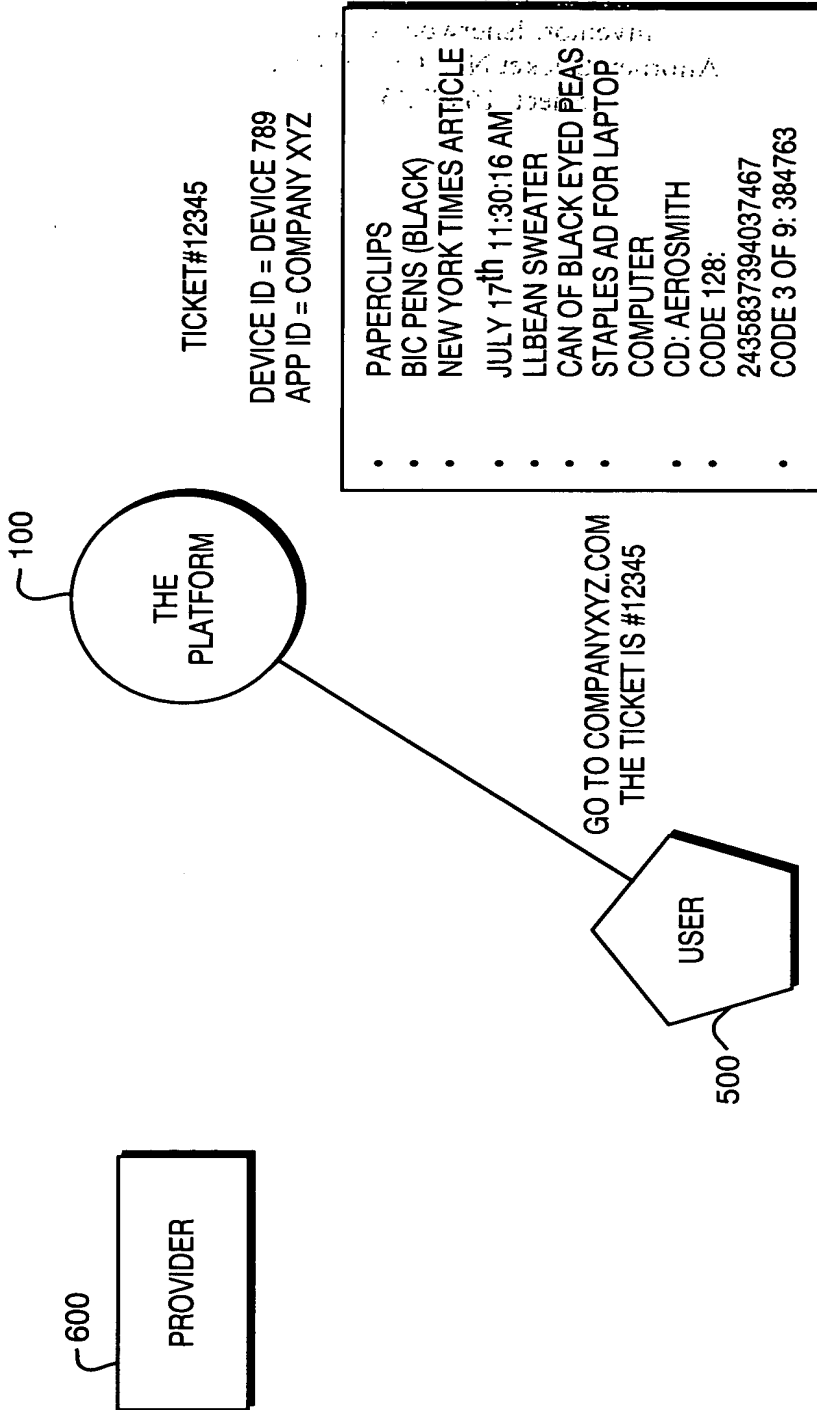 600
PROVIDER
100
THE
PLATFORM
TICKET#12345
DEVICE ID = DEVICE 789
APP ID = COMPANY XYZ
500
USER
GO TO COMPANYXYZ.COM
THE TICKET IS #12345
• PAPERCLIPS
• BIC PENS (BLACK)
• NEW YORK TIMES ARTICLE
• JULY 17th 11:30:16 AM
• LLBEAN SWEATER
• CAN OF BLACK EYED PEAS
• STAPLES AD FOR LAPTOP
COMPUTER
• CD: AEROSMITH
• CODE 128:
2435837394037467
• CODE 3 OF 9: 384763